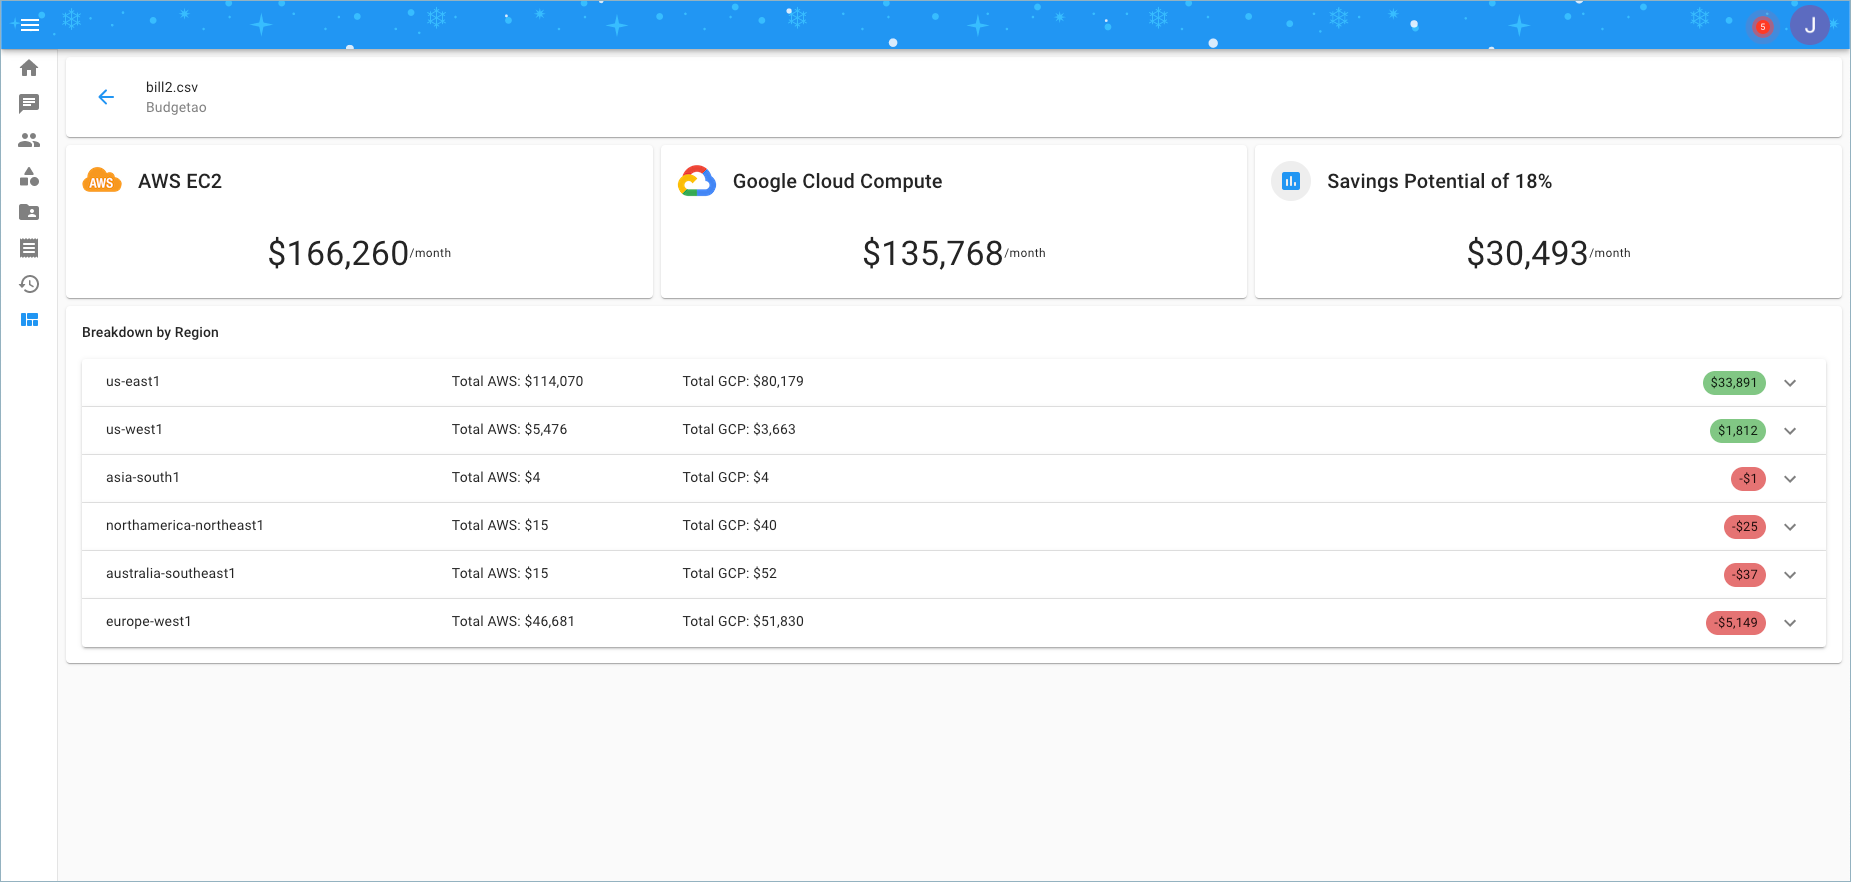 5
J
bill2.csv
Budgetao
AWS
AWS EC2
$166,260/month
Google Cloud Compute
$135,768/month
Savings Potential of 18%
$30,493/month
Breakdown by Region
us-east1 Total AWS: $114,070 Total GCP: $80,179 $33,891
us-west1 Total AWS: $5,476 Total GCP: $3,663 $1,812
asia-south1 Total AWS: $4 Total GCP: $4 -$1
northamerica-northeast1 Total AWS: $15 Total GCP: $40 -$25
australia-southeast1 Total AWS: $15 Total GCP: $52 -$37
europe-west1 Total AWS: $46,681 Total GCP: $51,830 -$5,149